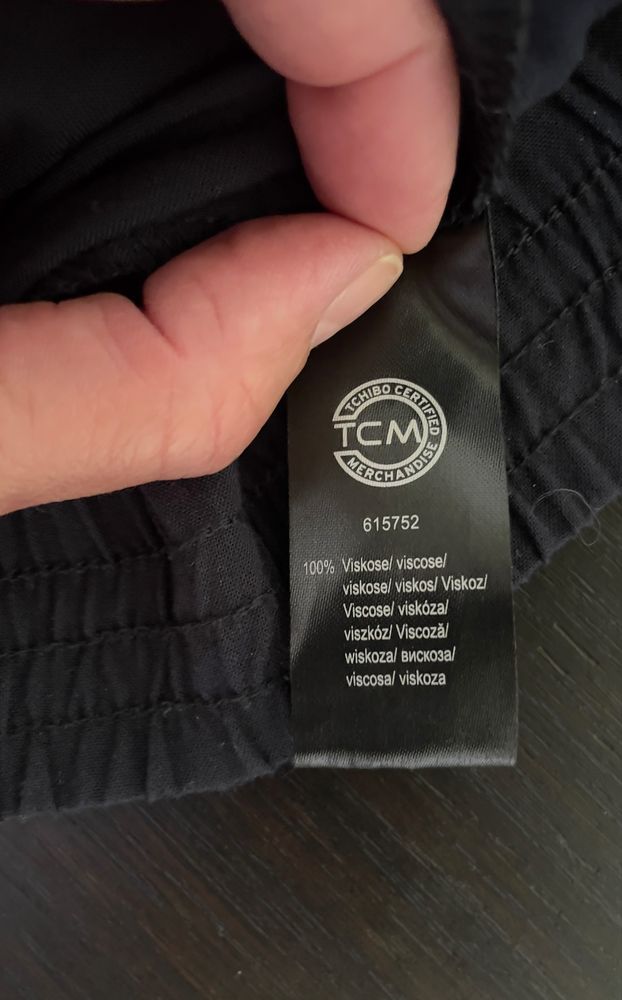 TCHIBO CERTIFIED
TCM
MERCHANDISE
615752
100% Viskose/ viscose/
viskose/ viskos/ Viskoz/
Viscose/ viskóza/
viszkóz/ Viscoză/
wiskoza/ вискоза/
viscosa/ viskoza